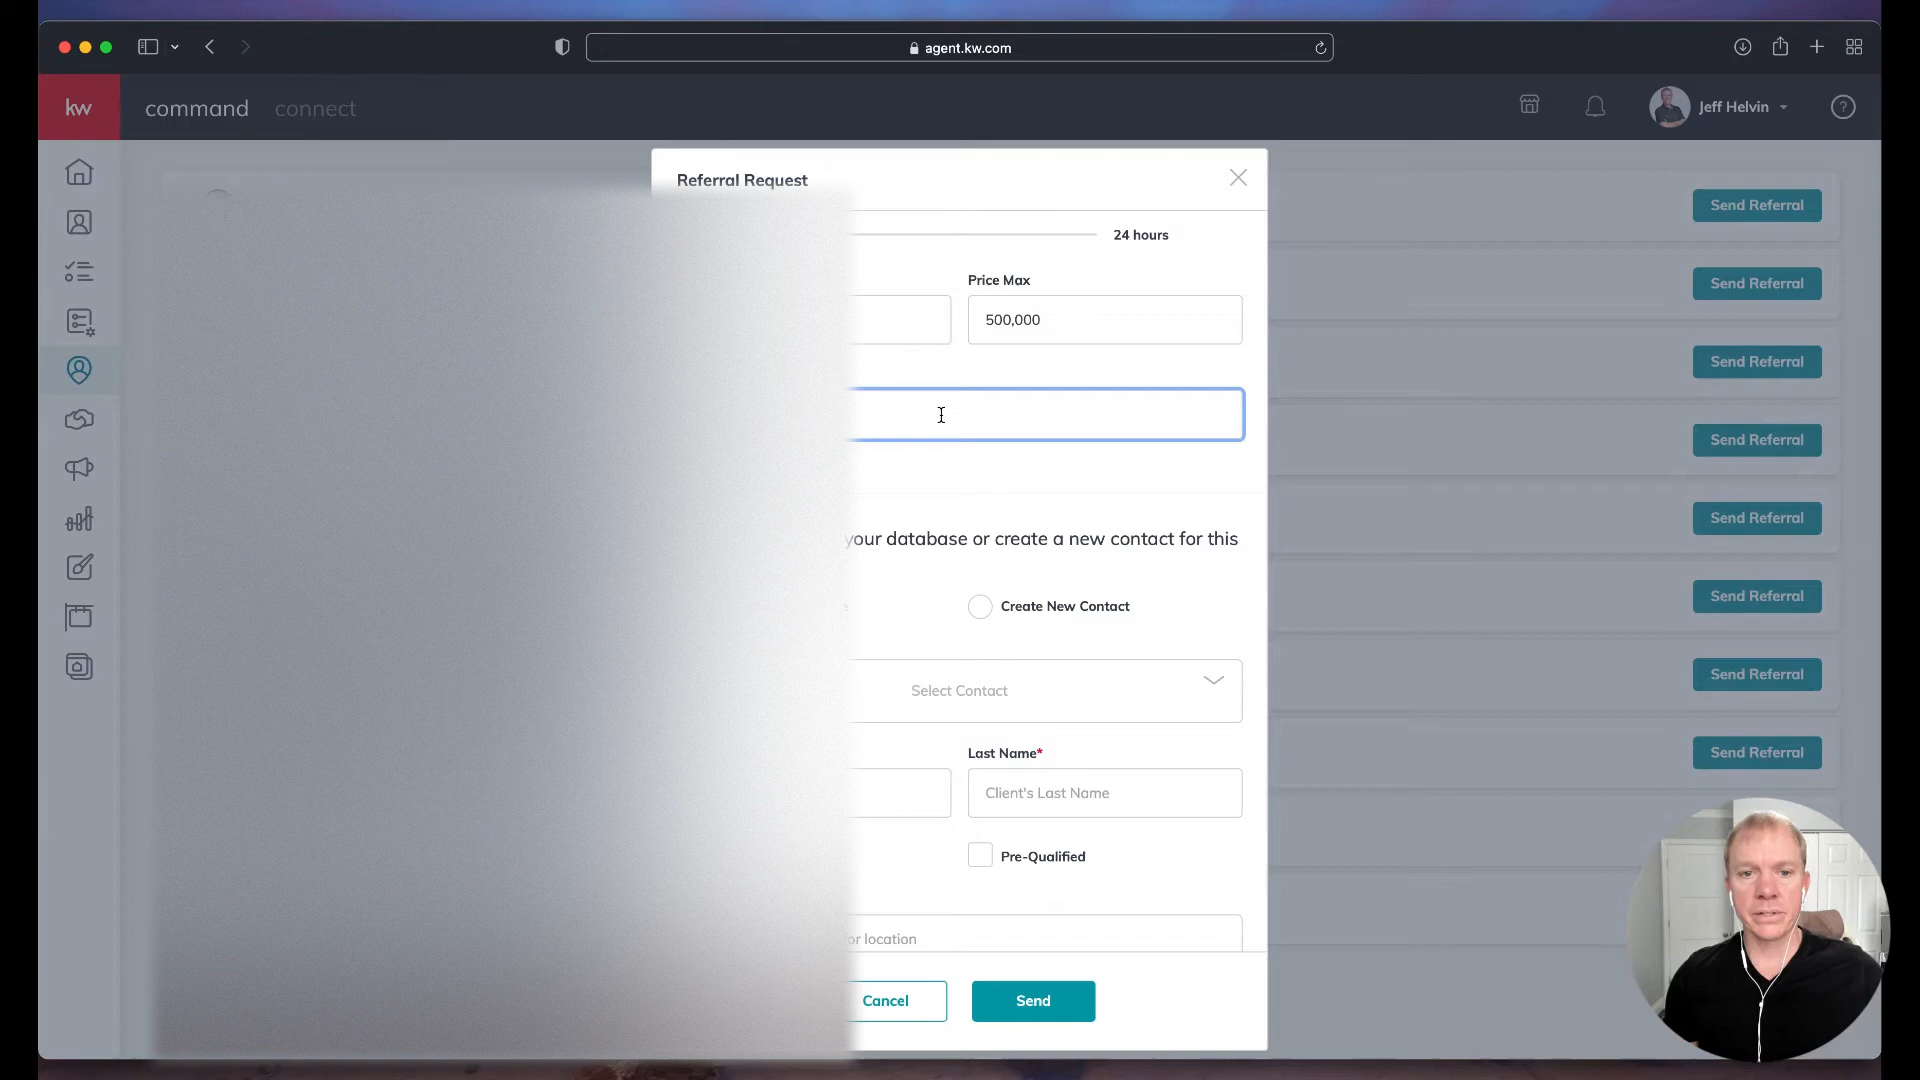 agent.kw.com
kw
command
connect
Jeff Helvin
?
Referral Request
24 hours
Price Max
500,000
your database or create a new contact for this
Create New Contact
Select Contact
Last Name*
Client's Last Name
Pre-Qualified
or location
Cancel
Send
Send Referral
Send Referral
Send Referral
Send Referral
Send Referral
Send Referral
Send Referral
Send Referral